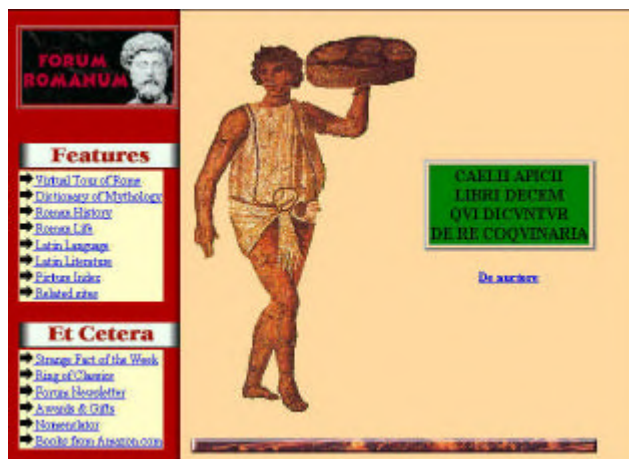 FORUM
ROMANUM
Features
Virtual Tour of Rome
Dictionary of Mythology
Roman History
Roman Life
Latin Language
Latin Literature
Picture Index
Related sites
Et Cetera
Strange Fact of the Week
Ring of Classics
Forum Newsletter
Awards & Gifts
Nomenclator
Books from Amazon.com
CAELII APICII
LIBRI DECEM
QVI DICVNTVR
DE RE COQVINARIA
De auctore